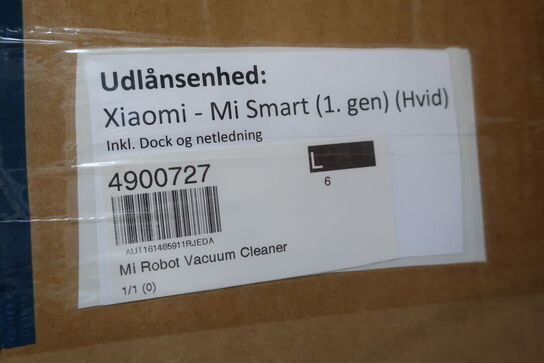 Udlånsenhed:
Xiaomi - Mi Smart (1. gen) (Hvid)
Inkl. Dock og netledning
4900727
L
6
AUT161465911RJEDA
Mi Robot Vacuum Cleaner
1/1 (0)